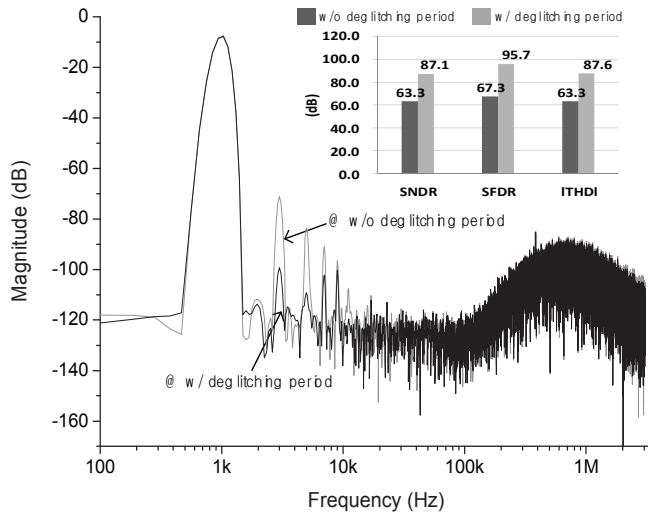 w/o deglitching period w/ deglitching period
120.0
100.0
80.0
60.0
40.0
20.0
0.0
(dB)
63.3 87.1
67.3 95.7
63.3 87.6
SNDR SFDR ITHDI
0
-20
-40
-60
-80
-100
-120
-140
-160
Magnitude (dB)
@ w/o deglitching period
@ w/ deglitching period
100 1k 10k 100k 1M
Frequency (Hz)